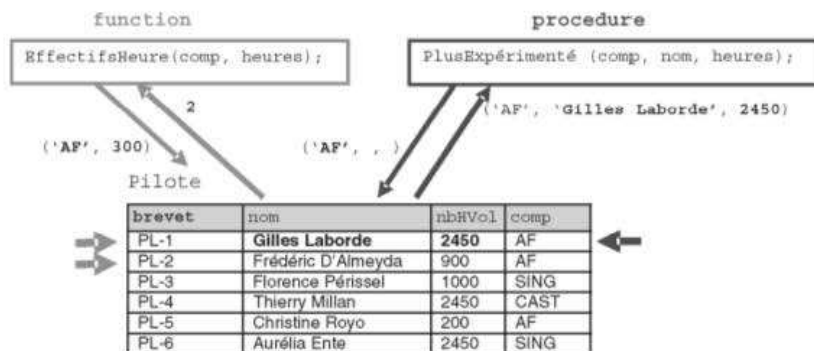 function
procedure
EffectifsHeure(comp, heures);
PlusExpérimenté (comp, nom, heures);
2
('AF', 'Gilles Laborde', 2450)
('AF', 300)
('AF', , )
Pilote
brevet nom nbHVol comp
PL-1 Gilles Laborde 2450 AF
PL-2 Frédéric D'Almeyda 900 AF
PL-3 Florence Périssel 1000 SING
PL-4 Thierry Millan 2450 CAST
PL-5 Christine Royo 200 AF
PL-6 Aurélia Ente 2450 SING